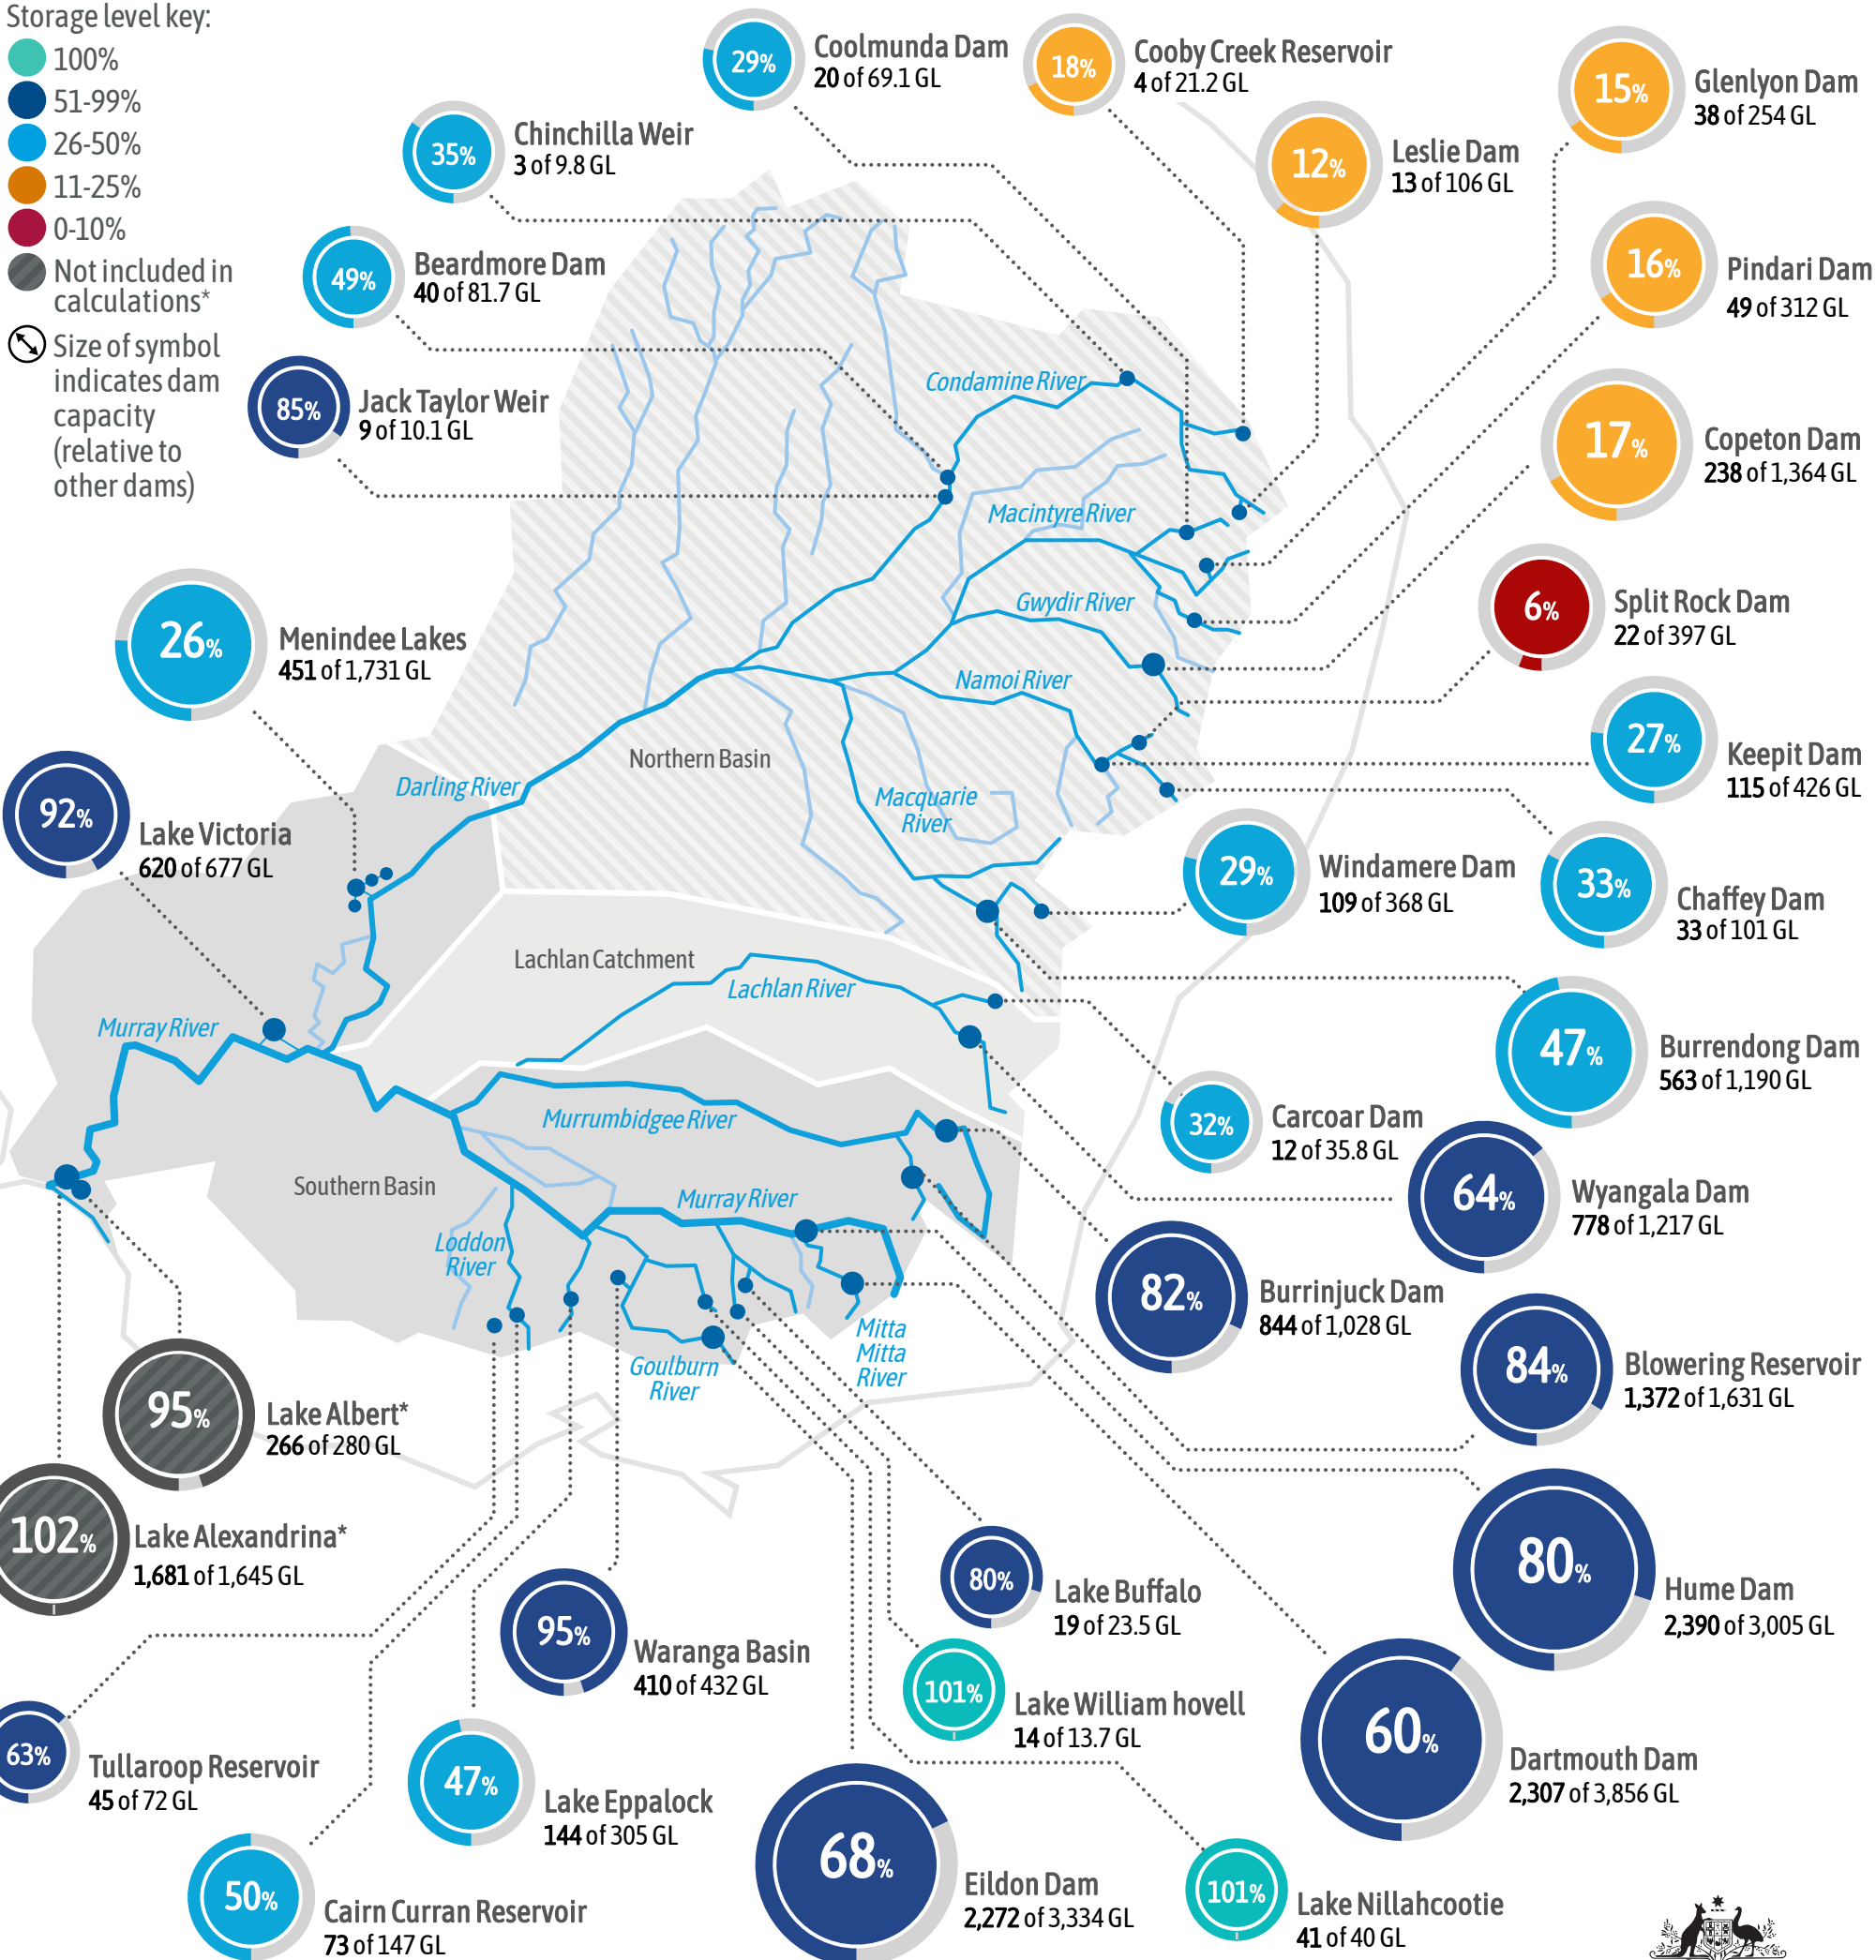 Storage level key:
100%
51-99%
26-50%
11-25%
0-10%
Not included in
calculations*
Size of symbol
indicates dam
capacity
(relative to
other dams)
29%
Coolmunda Dam
20 of 69.1 GL
18%
Cooby Creek Reservoir
4 of 21.2 GL
15%
Glenlyon Dam
38 of 254 GL
35%
Chinchilla Weir
3 of 9.8 GL
12%
Leslie Dam
13 of 106 GL
49%
Beardmore Dam
40 of 81.7 GL
16%
Pindari Dam
49 of 312 GL
85%
Jack Taylor Weir
9 of 10.1 GL
Condamine River
17%
Copeton Dam
238 of 1,364 GL
Macintyre River
Gwydir River
6%
Split Rock Dam
22 of 397 GL
26%
Menindee Lakes
451 of 1,731 GL
Namoi River
27%
Keepit Dam
115 of 426 GL
Northern Basin
Darling River
Macquarie
River
92%
Lake Victoria
620 of 677 GL
29%
Windamere Dam
109 of 368 GL
33%
Chaffey Dam
33 of 101 GL
Lachlan Catchment
Lachlan River
Murray River
47%
Burrendong Dam
563 of 1,190 GL
32%
Carcoar Dam
12 of 35.8 GL
Murrumbidgee River
64%
Wyangala Dam
778 of 1,217 GL
Southern Basin
Murray River
Loddon
River
82%
Burrinjuck Dam
844 of 1,028 GL
Mitta
Mitta
River
Goulburn
River
84%
Blowering Reservoir
1,372 of 1,631 GL
95%
Lake Albert*
266 of 280 GL
102%
Lake Alexandrina*
1,681 of 1,645 GL
80%
Hume Dam
2,390 of 3,005 GL
80%
Lake Buffalo
19 of 23.5 GL
95%
Waranga Basin
410 of 432 GL
101%
Lake William hovell
14 of 13.7 GL
60%
Dartmouth Dam
2,307 of 3,856 GL
63%
Tullaroop Reservoir
45 of 72 GL
47%
Lake Eppalock
144 of 305 GL
68%
Eildon Dam
2,272 of 3,334 GL
101%
Lake Nillahcootie
41 of 40 GL
50%
Cairn Curran Reservoir
73 of 147 GL